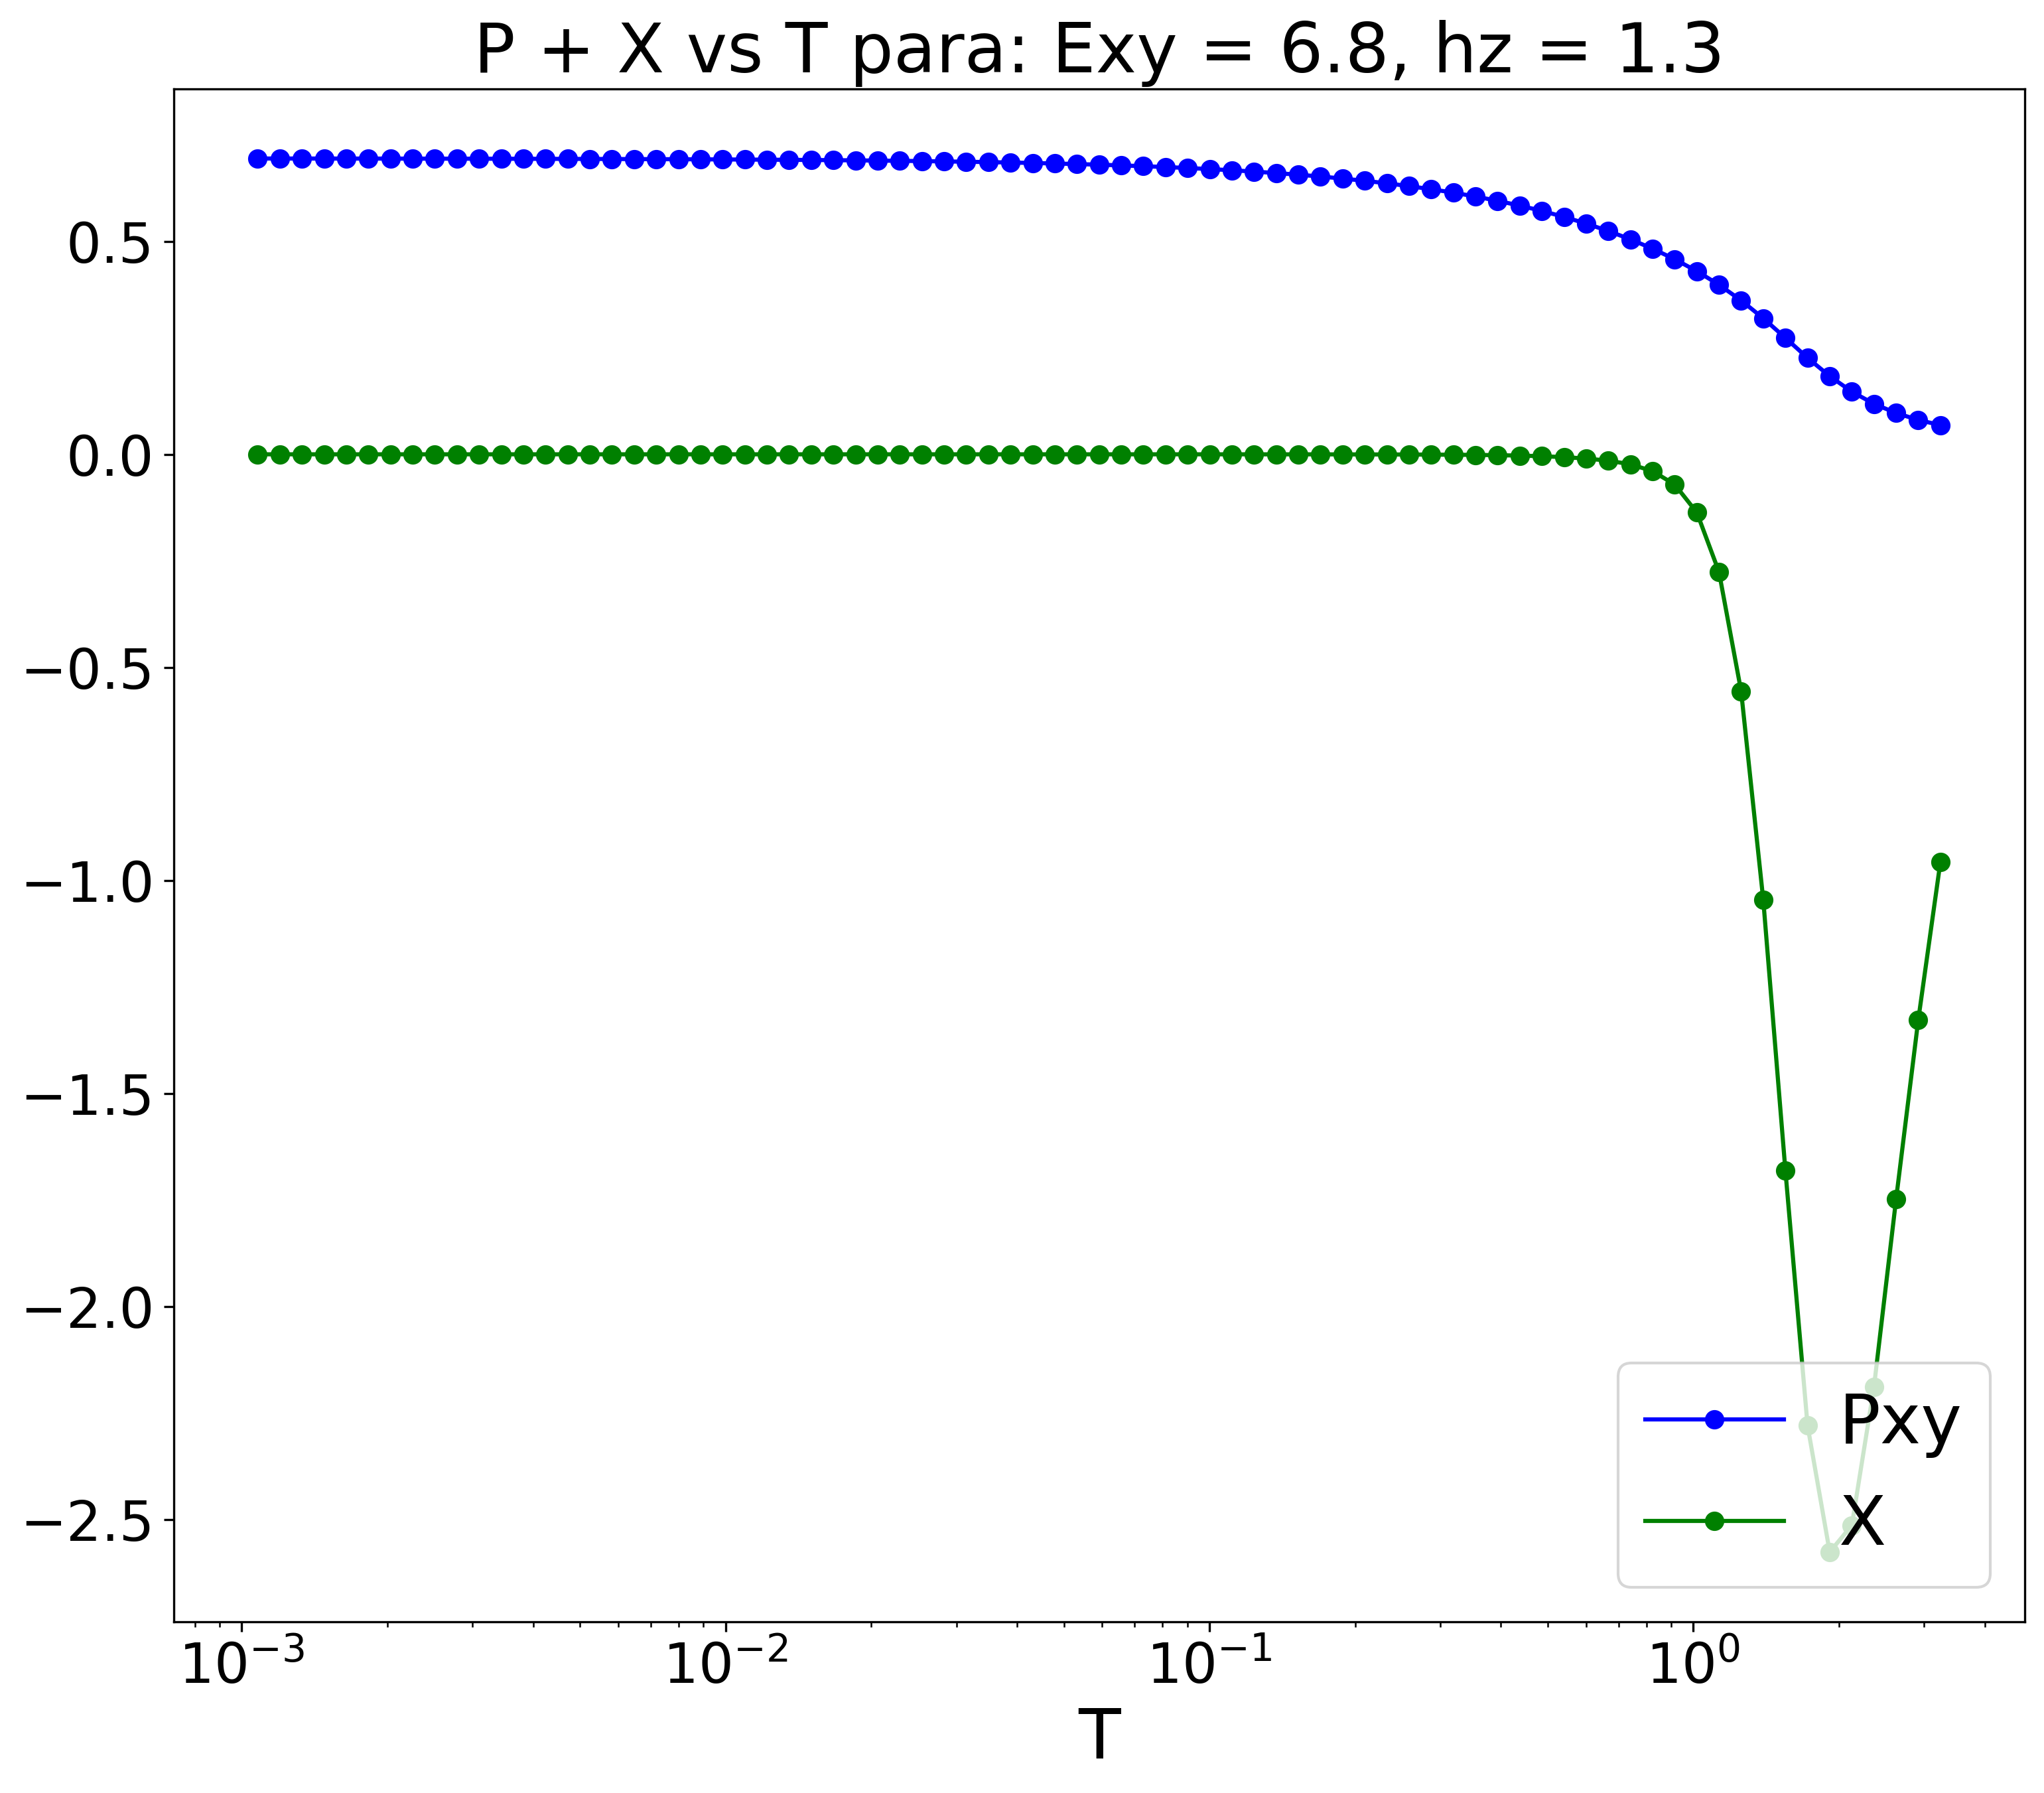 P + X vs T para: Exy = 6.8, hz = 1.3
0.5
0.0
−0.5
−1.0
−1.5
−2.0
−2.5
Pxy
X
10⁻³ 10⁻² 10⁻¹ 10⁰
T